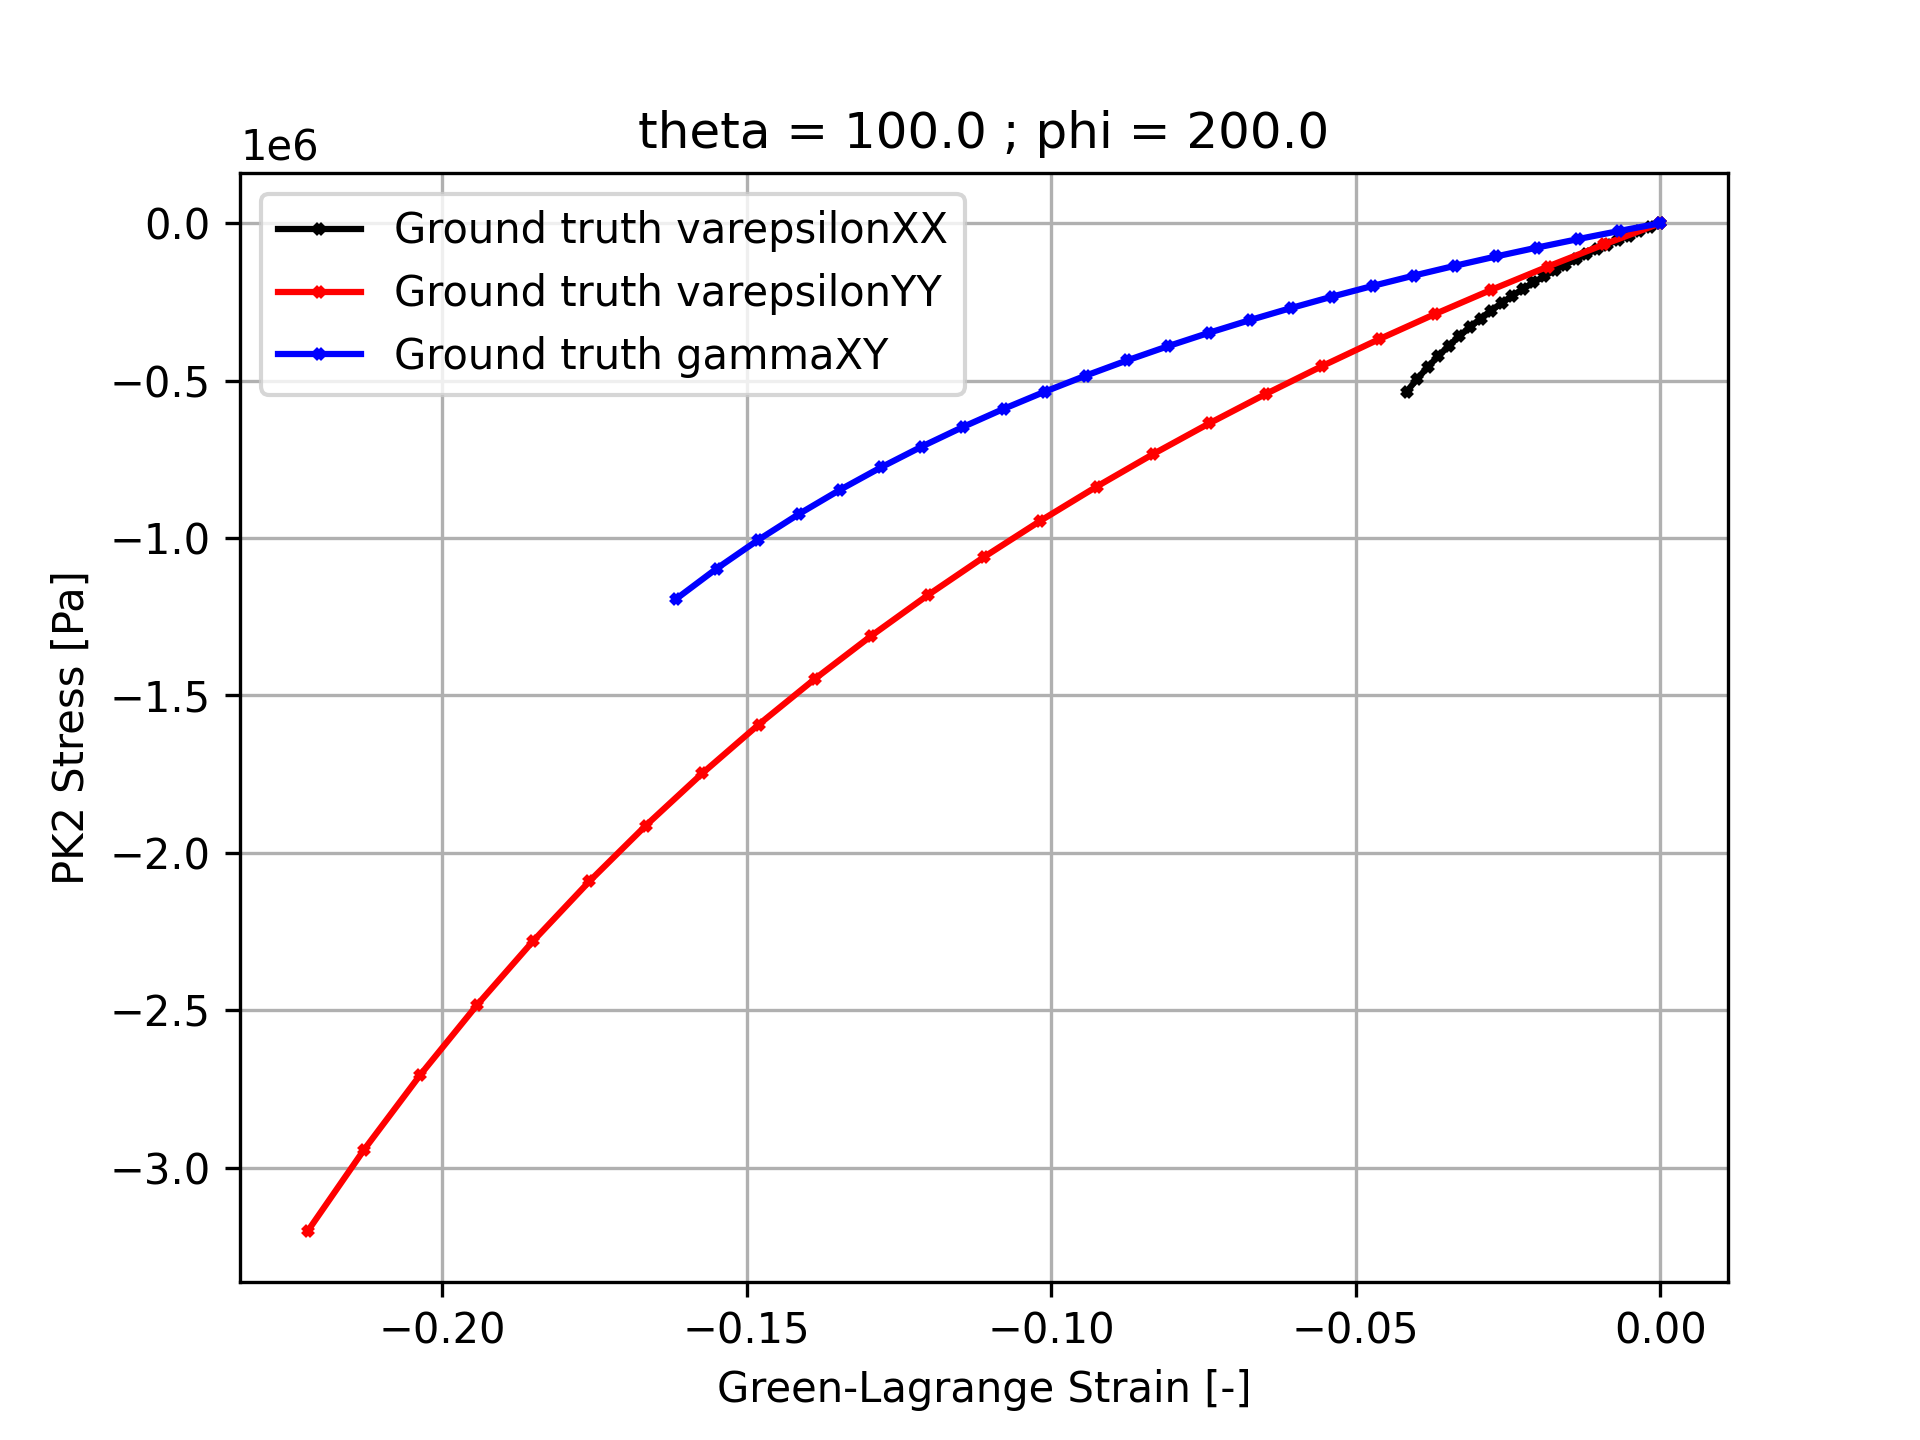 theta = 100.0 ; phi = 200.0
1e6
Ground truth varepsilonXX
Ground truth varepsilonYY
Ground truth gammaXY
0.0
−0.5
−1.0
−1.5
−2.0
−2.5
−3.0
PK2 Stress [Pa]
−0.20
−0.15
−0.10
−0.05
0.00
Green-Lagrange Strain [-]